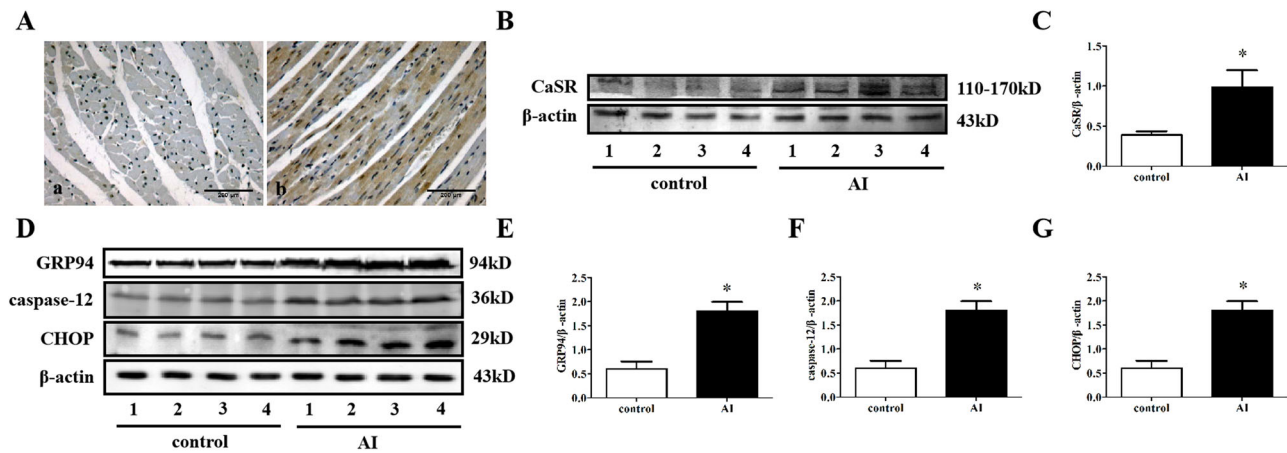 A
a
200 μm
b
200 μm
B
CaSR
110-170kD
β-actin
43kD
1 2 3 4 1 2 3 4
control AI
C
CaSR/β-actin
1.5
1.0
0.5
0.0
*
control AI
D
GRP94
94kD
caspase-12
36kD
CHOP
29kD
β-actin
43kD
1 2 3 4 1 2 3 4
control AI
E
GRP94/β-actin
2.5
2.0
1.5
1.0
0.5
0.0
*
control AI
F
caspase-12/β-actin
2.5
2.0
1.5
1.0
0.5
0.0
*
control AI
G
CHOP/β-actin
2.5
2.0
1.5
1.0
0.5
0.0
*
control AI